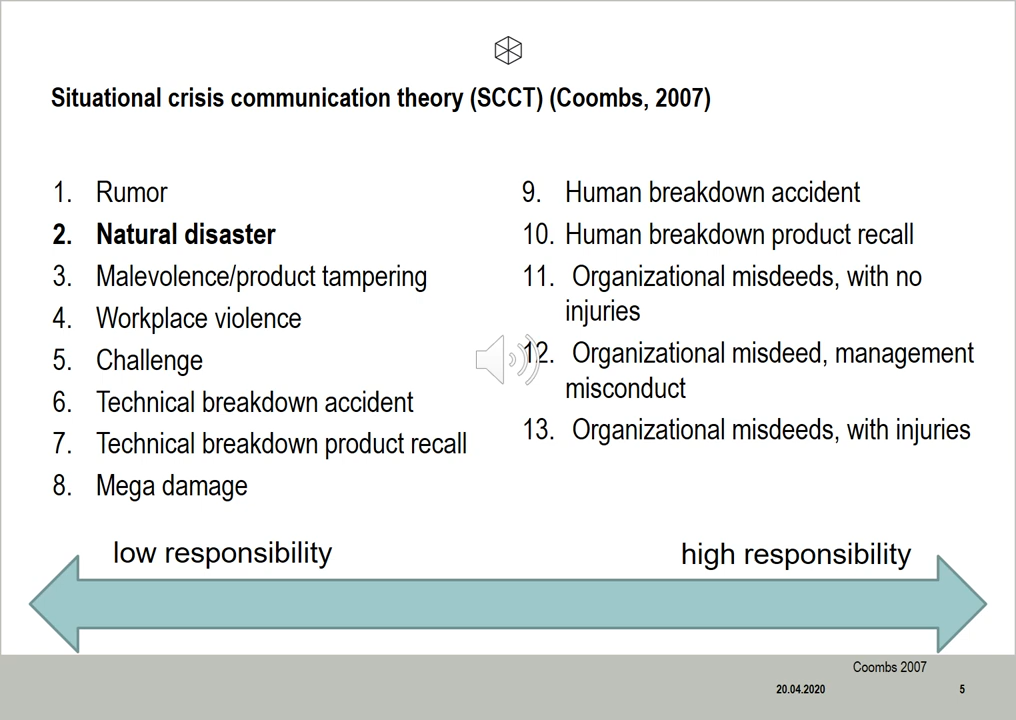 Situational crisis communication theory (SCCT) (Coombs, 2007)
1. Rumor
2. Natural disaster
3. Malevolence/product tampering
4. Workplace violence
5. Challenge
6. Technical breakdown accident
7. Technical breakdown product recall
8. Mega damage
9. Human breakdown accident
10. Human breakdown product recall
11. Organizational misdeeds, with no
injuries
12. Organizational misdeed, management
misconduct
13. Organizational misdeeds, with injuries
low responsibility
high responsibility
Coombs 2007
20.04.2020
5